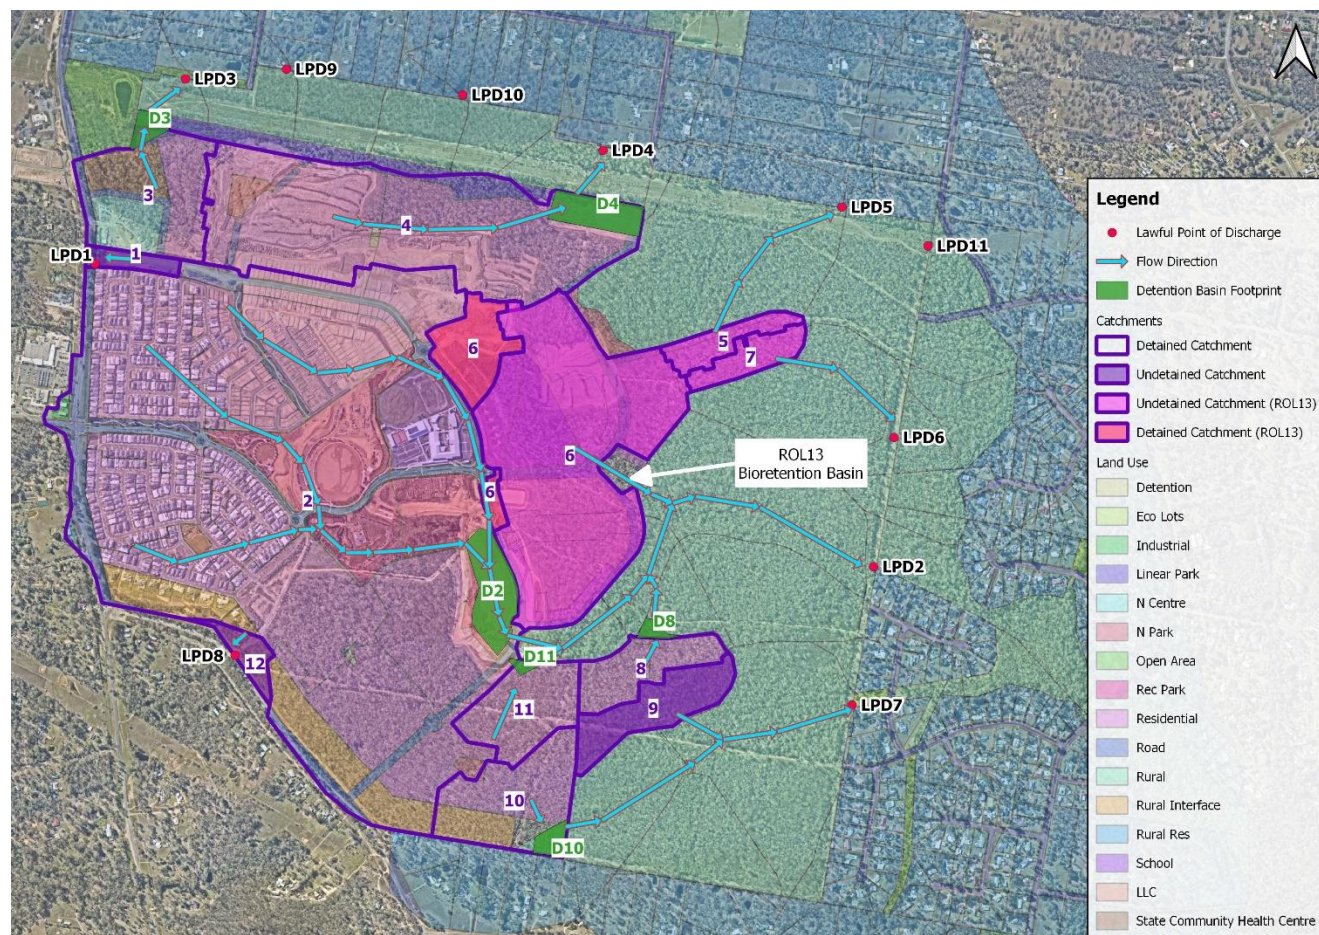 LPD9
LPD3
LPD10
D3
LPD4
3
D4
LPD5
4
LPD11
LPD1
1
5
6
7
LPD6
6
ROL13
Bioretention Basin
6
2
LPD2
D2
D8
LPD8
12
D11
8
11
9
LPD7
10
D10
Legend
Lawful Point of Discharge
Flow Direction
Detention Basin Footprint
Catchments
Detained Catchment
Undetained Catchment
Undetained Catchment (ROL13)
Detained Catchment (ROL13)
Land Use
Detention
Eco Lots
Industrial
Linear Park
N Centre
N Park
Open Area
Rec Park
Residential
Road
Rural
Rural Interface
Rural Res
School
LLC
State Community Health Centre